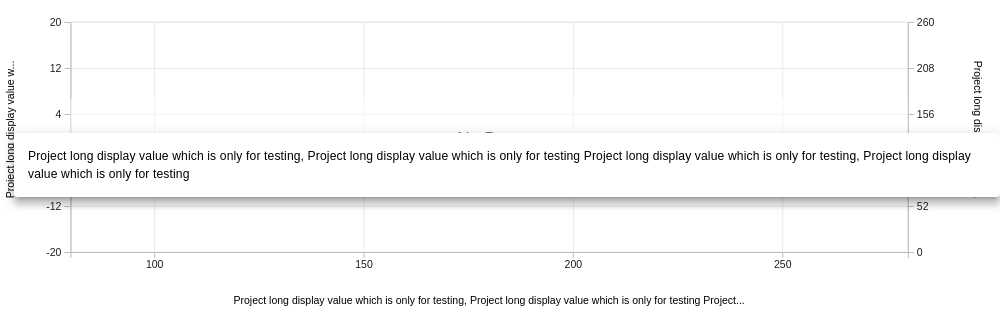 20
260
12
208
4
156
Project long display value w...
Project long dis
Project long display value which is only for testing, Project long display value which is only for testing Project long display value which is only for testing, Project long display
value which is only for testing
-12
52
-20
0
100
150
200
250
Project long display value which is only for testing, Project long display value which is only for testing Project...